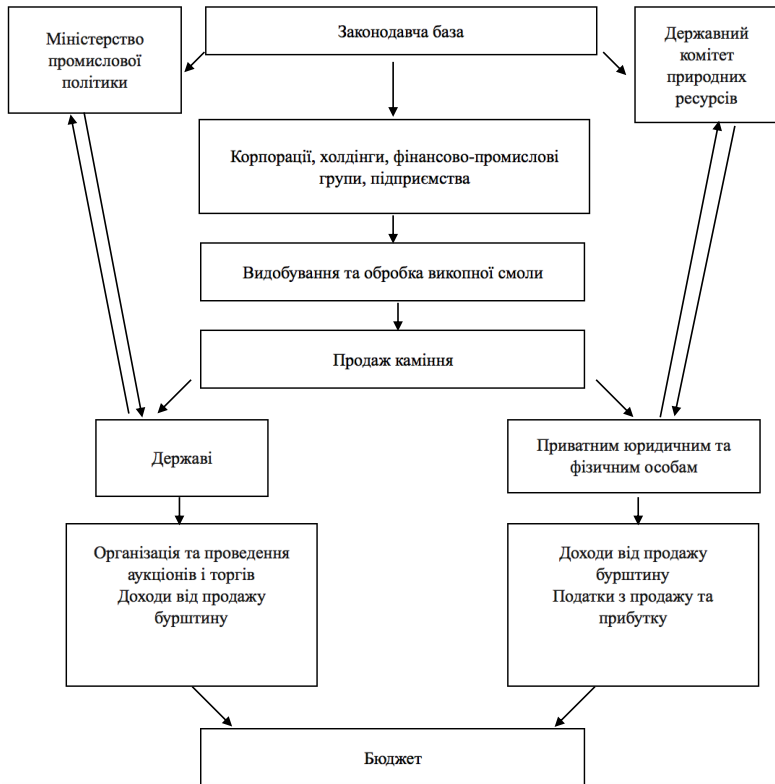 Міністерство
промислової
політики
Законодавча база
Державний
комітет
природних
ресурсів
Корпорації, холдінги, фінансово-промислові
групи, підприємства
Видобування та обробка викопної смоли
Продаж каміння
Державі
Приватним юридичним та
фізичним особам
Організація та проведення
аукціонів і торгів
Доходи від продажу
бурштину
Доходи від продажу
бурштину
Податки з продажу та
прибутку
Бюджет